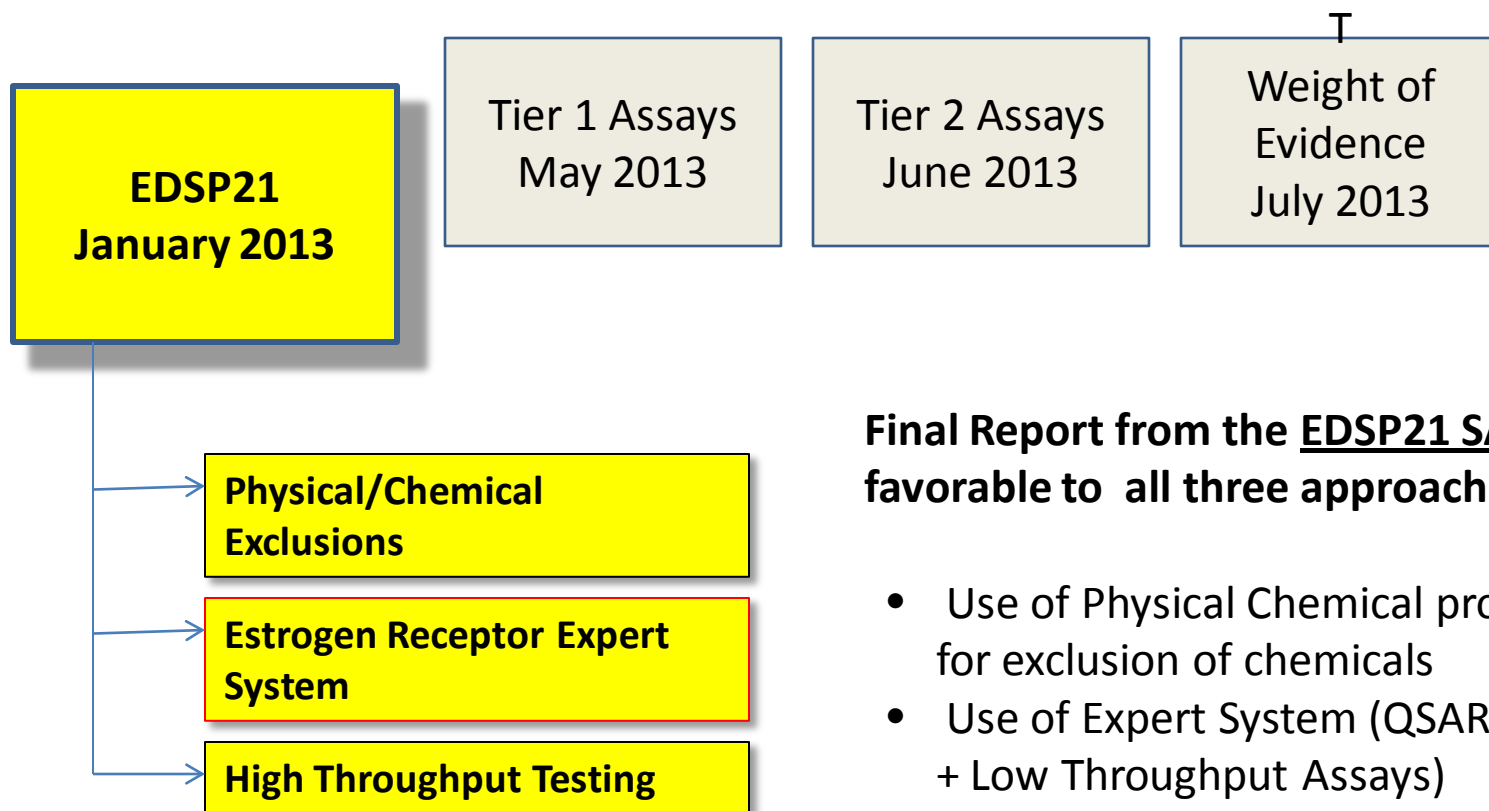 T
EDSP21
January 2013
Tier 1 Assays
May 2013
Tier 2 Assays
June 2013
Weight of
Evidence
July 2013
Physical/Chemical
Exclusions
Estrogen Receptor Expert
System
High Throughput Testing
Final Report from the EDSP21
favorable to all three
• Use of Physical Chemical
for exclusion of chemicals
• Use of Expert System (QSAR
+ Low Throughput Assays)